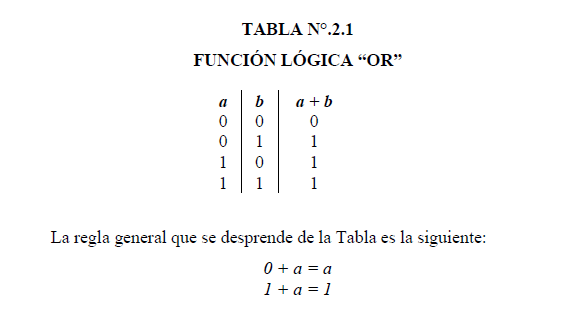 TABLA N°.2.1
FUNCIÓN LÓGICA “OR”
a b a + b
0 0 0
0 1 1
1 0 1
1 1 1
La regla general que se desprende de la Tabla es la siguiente:
0 + a = a
1 + a = 1